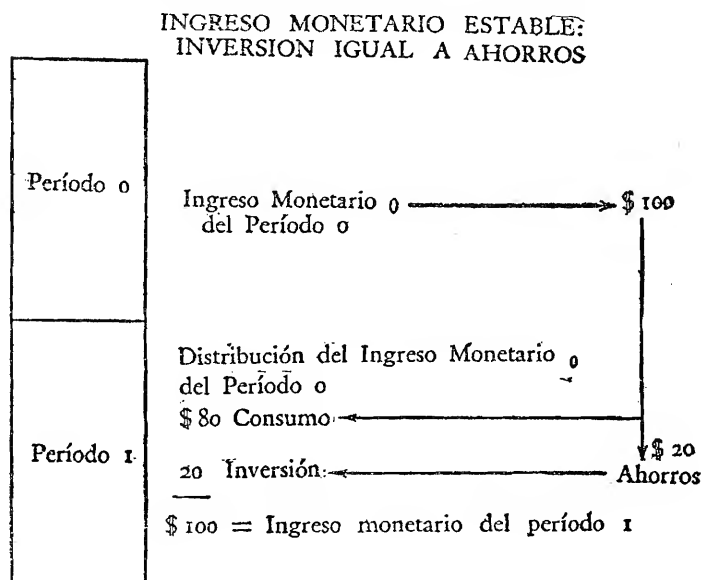 INGRESO MONETARIO ESTABLE:
INVERSION IGUAL A AHORROS
Período 0
Ingreso Monetario 0 $ 100
del Período 0
Distribución del Ingreso Monetario 0
del Período 0
$ 80 Consumo
Período 1
$ 20
20 Inversión Ahorros
$ 100 = Ingreso monetario del período 1